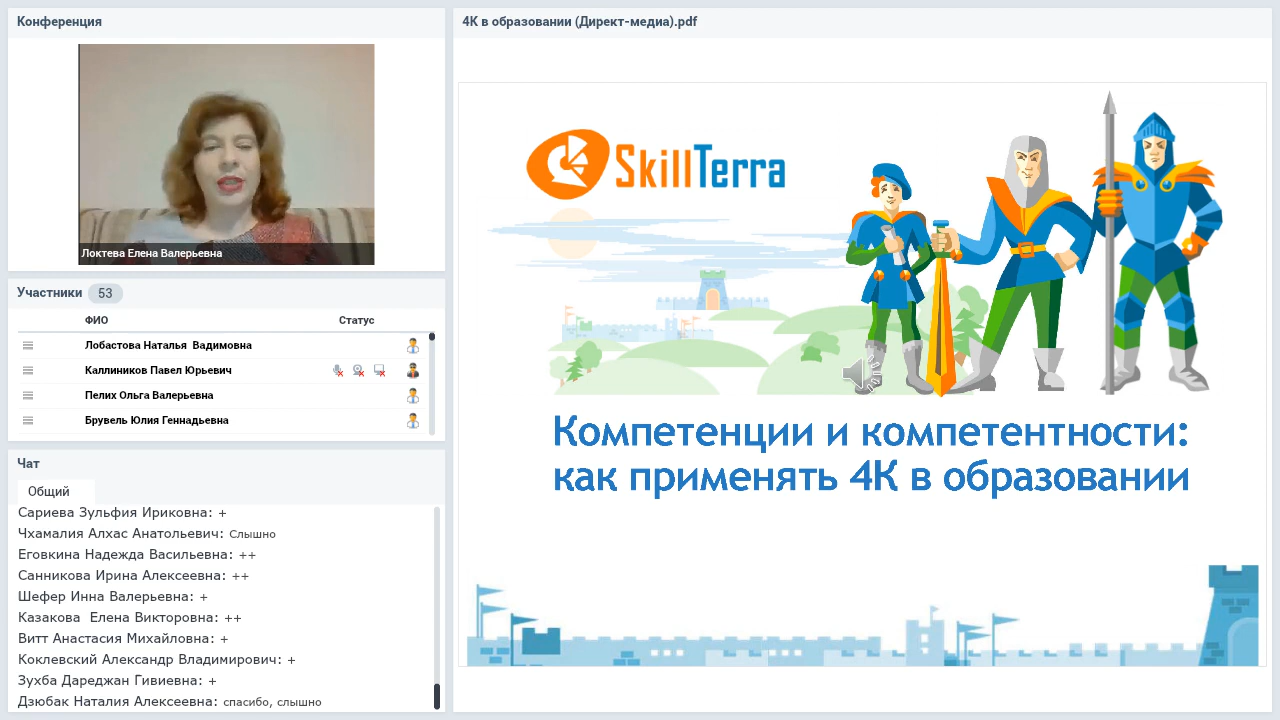 Конференция
Локтева Елена Валерьевна
Участники 53
ФИО Статус
Лобастова Наталья Вадимовна
Каллиников Павел Юрьевич
Пелих Ольга Валерьевна
Брувель Юлия Геннадьевна
Чат
Общий
Сариева Зульфия Ириковна: +
Чхамалия Алхас Анатольевич: Слышно
Еговкина Надежда Васильевна: ++
Санникова Ирина Алексеевна: ++
Шефер Инна Валерьевна: +
Казакова Елена Викторовна: ++
Витт Анастасия Михайловна: +
Коклевский Александр Владимирович: +
Зухба Дареджан Гивиевна: +
Дзюбак Наталия Алексеевна: спасибо, слышно
4К в образовании (Директ-медиа).pdf
SkillTerra
Компетенции и компетентности:
как применять 4К в образовании